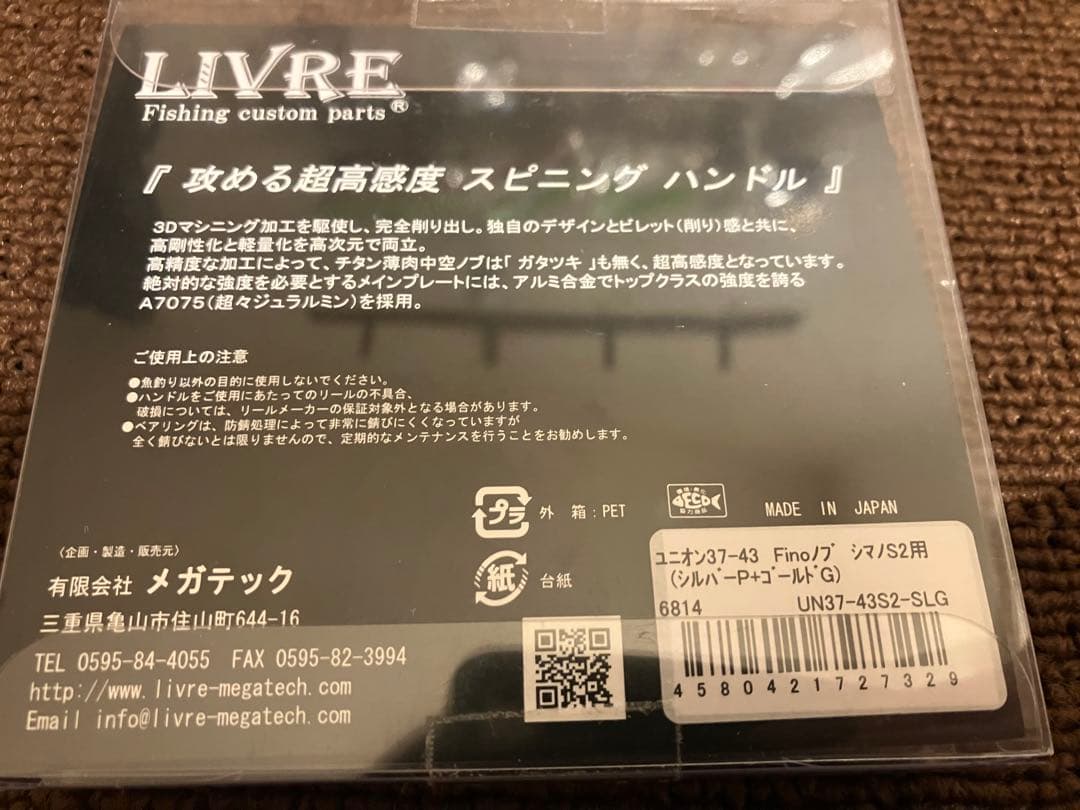 LIVRE
Fishing custom parts®
『 攻める超高感度 スピニング ハンドル 』
3Dマシニング加工を駆使し、完全削り出し。独自のデザインとビレット(削り)感と共に、
高剛性化と軽量化を高次元で両立。
高精度な加工によって、チタン薄肉中空ノブは「 ガタツキ 」も無く、超高感度となっています。
絶対的な強度を必要とするメインプレートには、アルミ合金でトップクラスの強度を誇る
A7075(超々ジュラルミン)を採用。
ご使用上の注意
●魚釣り以外の目的に使用しないでください。
●ハンドルをご使用にあたってのリールの不具合、
破損については、リールメーカーの保証対象外となる場合があります。
●ベアリングは、防錆処理によって非常に錆びにくくなっていますが
全く錆びないとは限りませんので、定期的なメンテナンスを行うことをお勧めします。
プラ 外 箱:PET
ECO
MADE IN JAPAN
紙 台紙
〈企画・製造・販売元〉
有限会社 メガテック
三重県亀山市住山町644-16
TEL 0595-84-4055 FAX 0595-82-3994
http://www.livre-megatech.com
Email info@livre-megatech.com
ユニオン37-43 Finoノブ シマノS2用
(シルバーP+ゴールドG)
6814 UN37-43S2-SLG
4580421727329